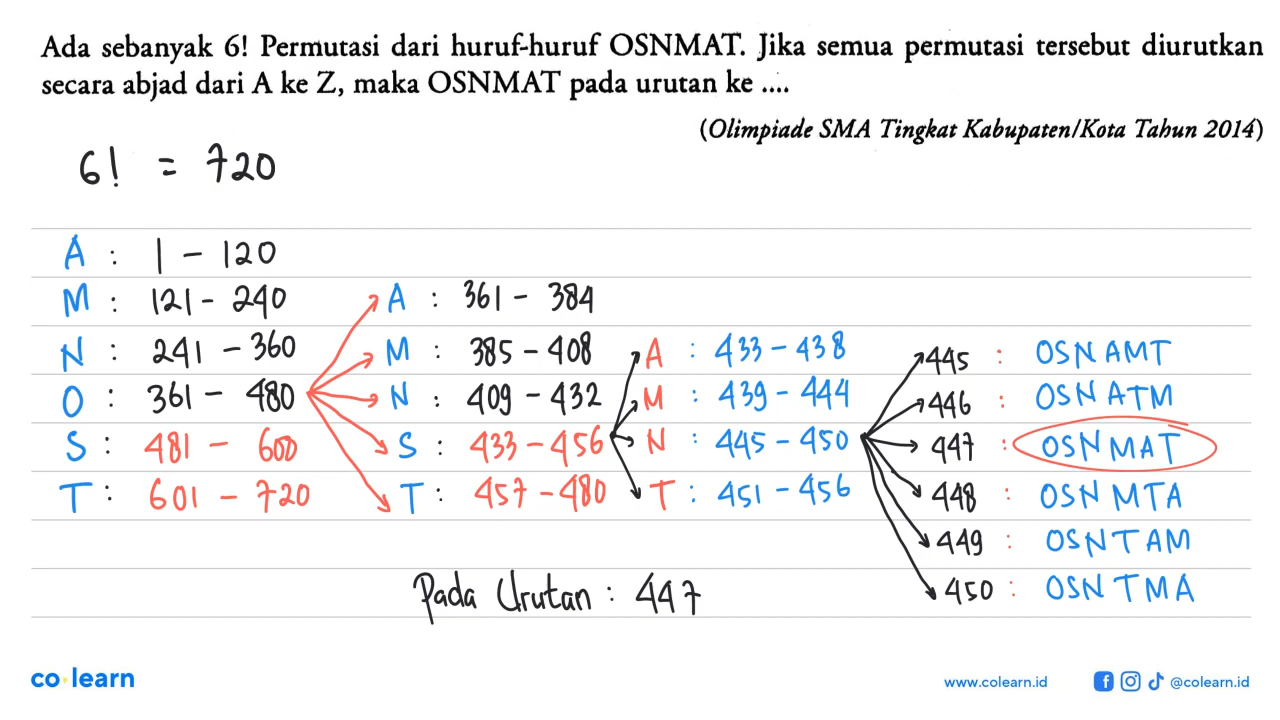 Ada sebanyak 6! Permutasi dari huruf-huruf OSNMAT. Jika semua permutasi tersebut diurutkan
secara abjad dari A ke Z, maka OSNMAT pada urutan ke ....
(Olimpiade SMA Tingkat Kabupaten/Kota Tahun 2014)
6! = 720
A : 1 - 120
M : 121 - 240
N : 241 - 360
O : 361 - 480
S : 481 - 600
T : 601 - 720
A : 361 - 384
M : 385 - 408
N : 409 - 432
S : 433 - 456
T : 457 - 480
A : 433 - 438
M : 439 - 444
N : 445 - 450
T : 451 - 456
445 : OSNAMT
446 : OSNATM
447 : OSNMAT
448 : OSNMTA
449 : OSNTAM
450 : OSNTMA
Pada Urutan : 447
co learn
www.colearn.id
@colearn.id